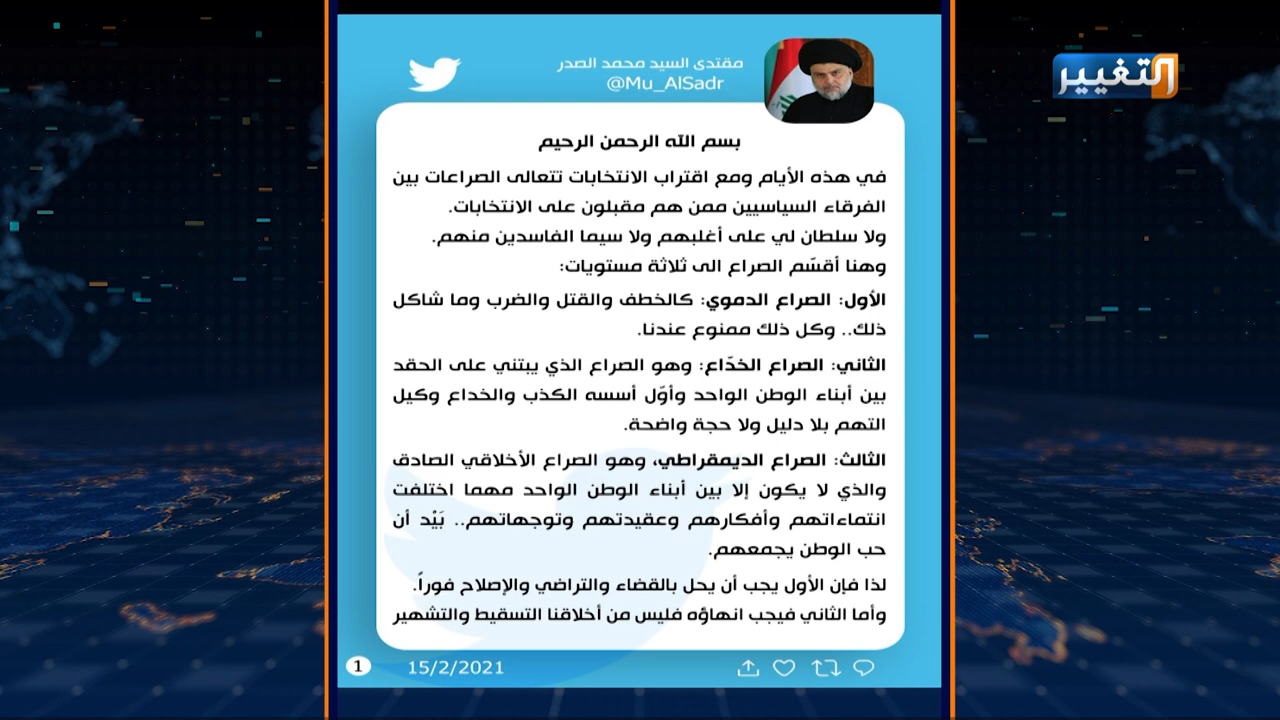 التغيير
مقتدى السيد محمد الصدر
@Mu_AlSadr
بسم الله الرحمن الرحيم
في هذه الأيام ومع اقتراب الانتخابات تتعالى الصراعات بين
الفرقاء السياسيين ممن هم مقبلون على الانتخابات.
ولا سلطان لي على أغلبهم ولا سيما الفاسدين منهم.
وهنا أقسّم الصراع الى ثلاثة مستويات:
الأول: الصراع الدموي: كالخطف والقتل والضرب وما شاكل
ذلك.. وكل ذلك ممنوع عندنا.
الثاني: الصراع الخدّاع: وهو الصراع الذي يبتني على الحقد
بين أبناء الوطن الواحد وأوّل أسسه الكذب والخداع وكيل
التهم بلا دليل ولا حجة واضحة.
الثالث: الصراع الديمقراطي، وهو الصراع الأخلاقي الصادق
والذي لا يكون إلا بين أبناء الوطن الواحد مهما اختلفت
انتماءاتهم وأفكارهم وعقيدتهم وتوجهاتهم.. بَيْد أن
حب الوطن يجمعهم.
لذا فإن الأول يجب أن يحل بالقضاء والتراضي والإصلاح فوراً.
وأما الثاني فيجب انهاؤه فليس من أخلاقنا التسقيط والتشهير
15/2/2021
1